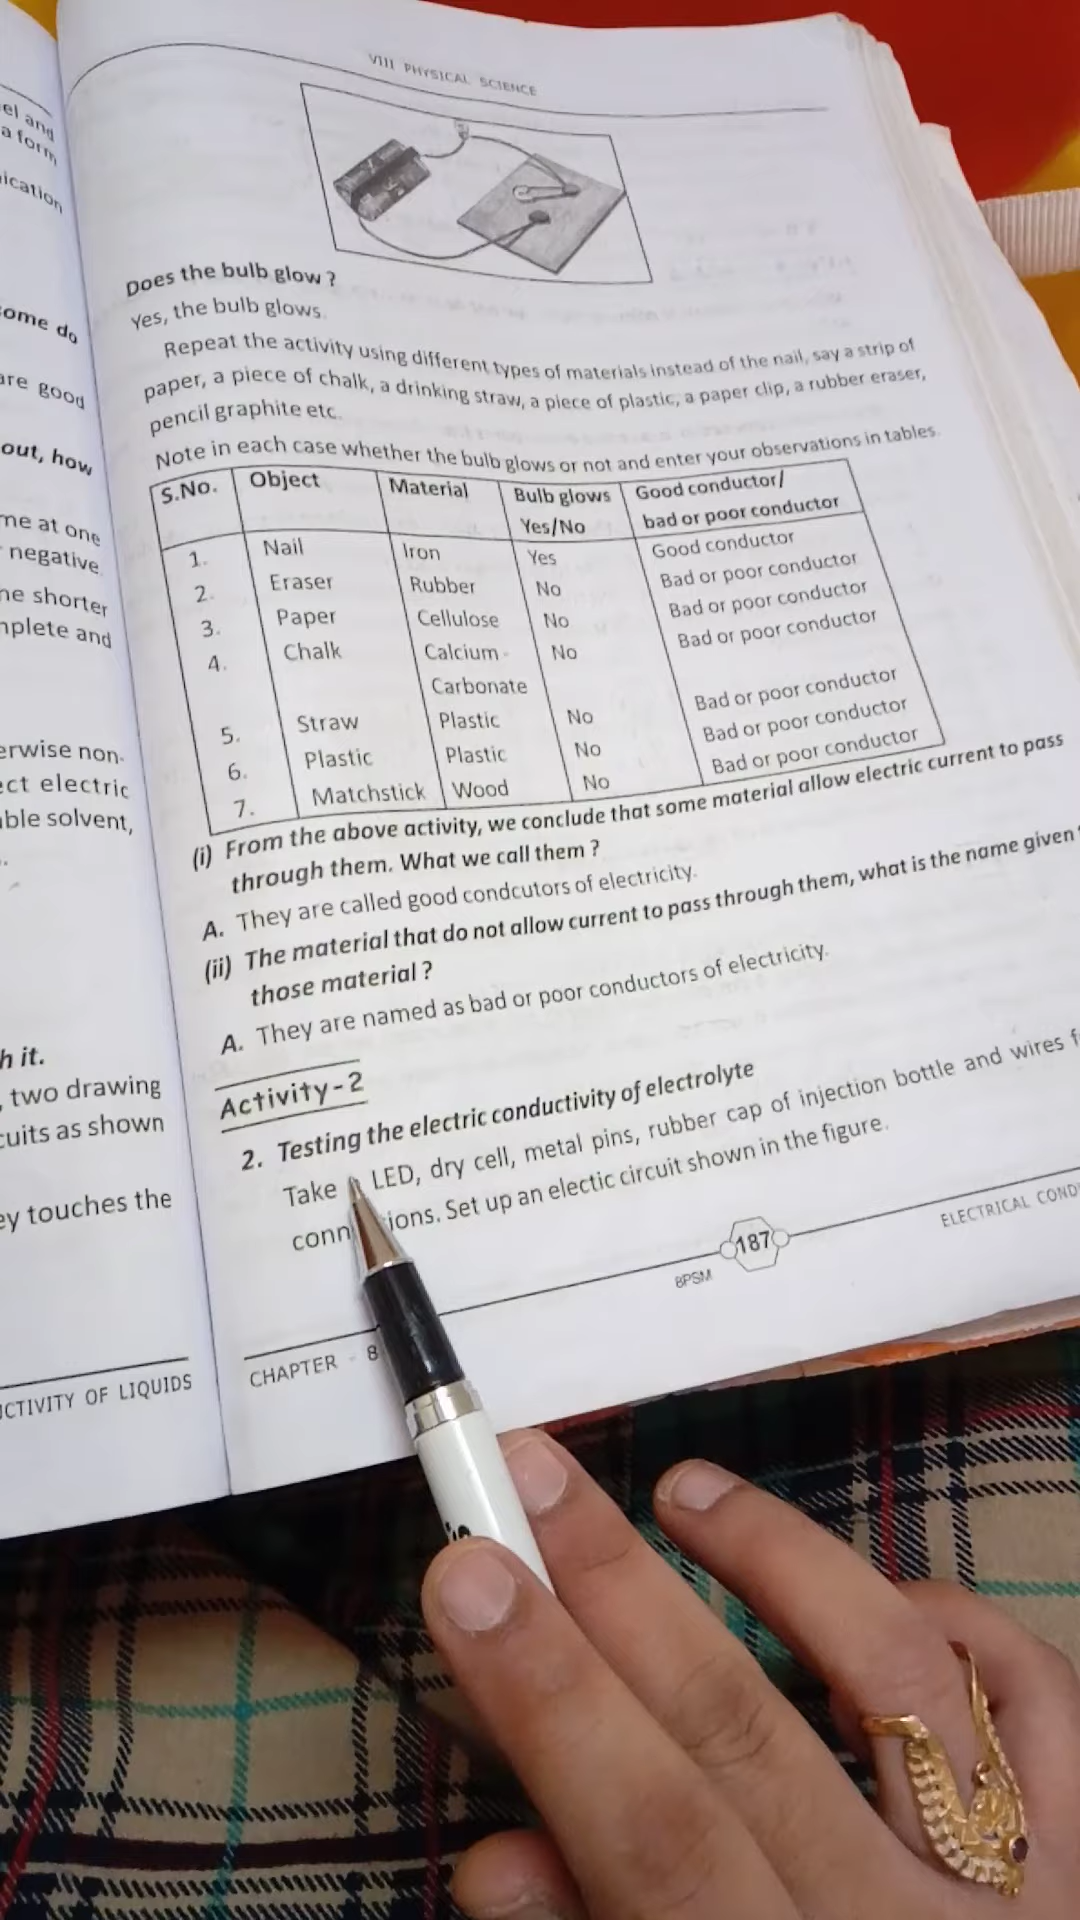 el and
a form
ication
ome do
are good
out, how
me at one
negative
ne shorter
mplete and
erwise non-
ect electric
ble solvent,
h it.
two drawing
cuits as shown
ey touches the
CTIVITY OF LIQUIDS
VIII PHYSICAL SCIENCE
Does the bulb glow ?
Yes, the bulb glows.
Repeat the activity using different types of materials instead of the nail, say a strip of
paper, a piece of chalk, a drinking straw, a piece of plastic, a paper clip, a rubber eraser,
pencil graphite etc.
Note in each case whether the bulb glows or not and enter your observations in tables.
S.No. Object Material Bulb glows Good conductor/
Yes/No bad or poor conductor
1. Nail Iron Yes Good conductor
2. Eraser Rubber No Bad or poor conductor
3. Paper Cellulose No Bad or poor conductor
4. Chalk Calcium No Bad or poor conductor
Carbonate
5. Straw Plastic No Bad or poor conductor
6. Plastic Plastic No Bad or poor conductor
7. Matchstick Wood No Bad or poor conductor
(i) From the above activity, we conclude that some material allow electric current to pass
through them. What we call them ?
A. They are called good condcutors of electricity.
(ii) The material that do not allow current to pass through them, what is the name given
those material ?
A. They are named as bad or poor conductors of electricity.
Activity-2
2. Testing the electric conductivity of electrolyte
Take LED, dry cell, metal pins, rubber cap of injection bottle and wires f
conn ions. Set up an electic circuit shown in the figure.
CHAPTER - 8 8PSM 187 ELECTRICAL COND